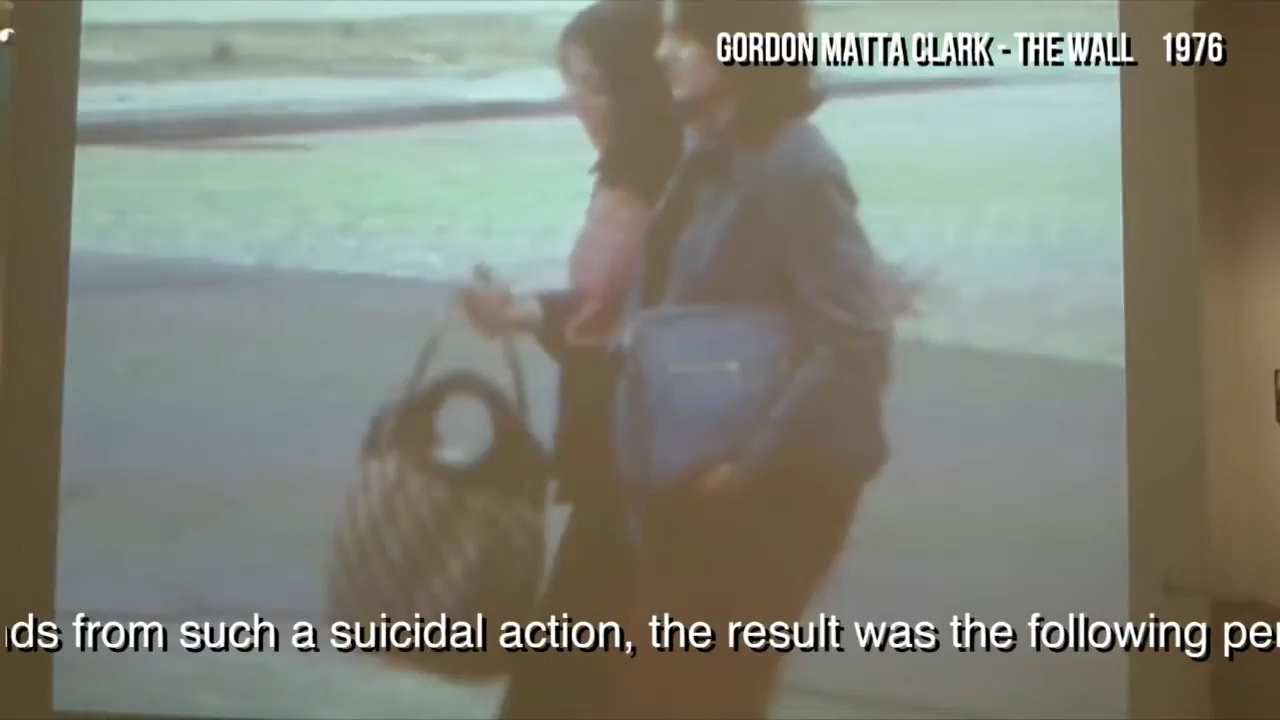 GORDON MATTA CLARK - THE WALL 1976
from such a suicidal action, the result was the following